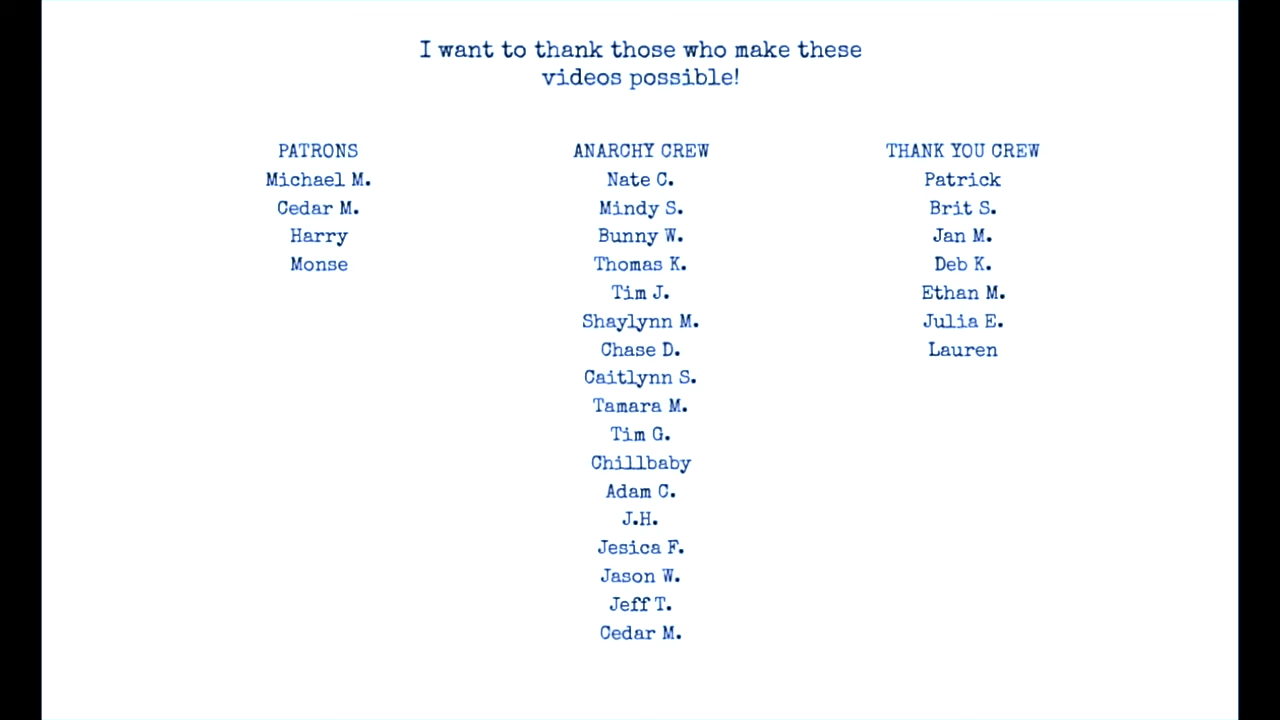 I want to thank those who make these
videos possible!
PATRONS
Michael M.
Cedar M.
Harry
Monse
ANARCHY CREW
Nate C.
Mindy S.
Bunny W.
Thomas K.
Tim J.
Shaylynn M.
Chase D.
Caitlynn S.
Tamara M.
Tim G.
Chillbaby
Adam C.
J.H.
Jesica F.
Jason W.
Jeff T.
Cedar M.
THANK YOU CREW
Patrick
Brit S.
Jan M.
Deb K.
Ethan M.
Julia E.
Lauren